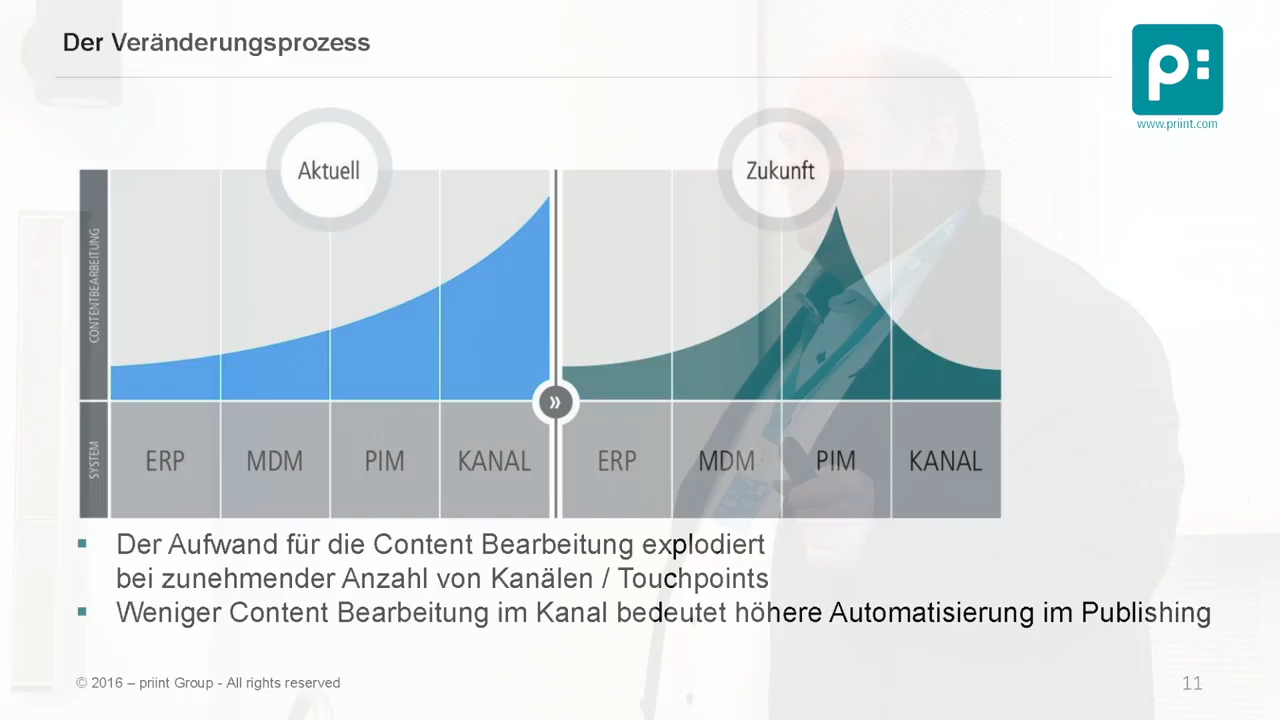 Der Veränderungsprozess
p:
www.priint.com
Aktuell
Zukunft
CONTENTBEARBEITUNG
SYSTEM
ERP MDM PIM KANAL » ERP MDM PIM KANAL
Der Aufwand für die Content Bearbeitung explodiert
bei zunehmender Anzahl von Kanälen / Touchpoints
Weniger Content Bearbeitung im Kanal bedeutet höhere Automatisierung im Publishing
© 2016 – priint Group - All rights reserved
11